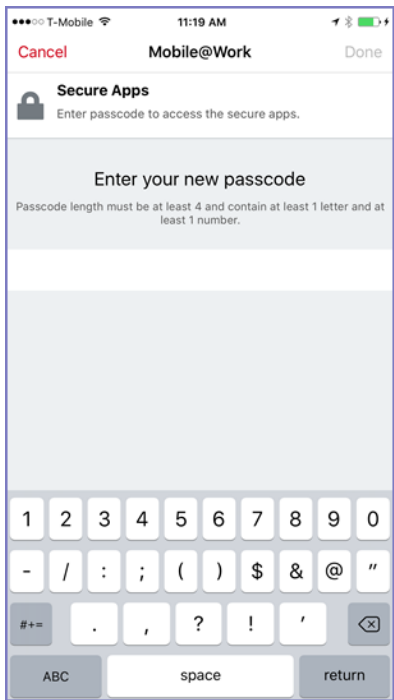 T-Mobile 11:19 AM
Cancel Mobile@Work Done
Secure Apps
Enter passcode to access the secure apps.
Enter your new passcode
Passcode length must be at least 4 and contain at least 1 letter and at
least 1 number.
1 2 3 4 5 6 7 8 9 0
- / : ; ( ) $ & @ "
#+= . , ? ! '
ABC space return